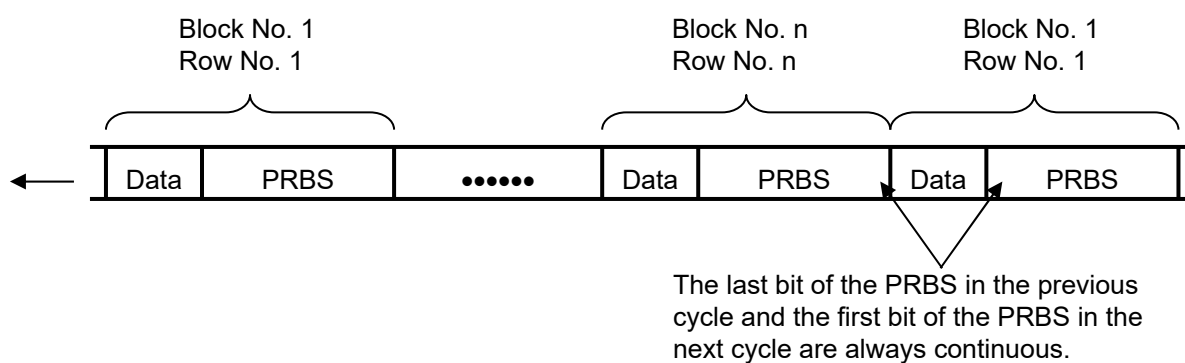 Block No. 1
Row No. 1
Block No. n
Row No. n
Block No. 1
Row No. 1
Data PRBS •••••• Data PRBS Data PRBS
The last bit of the PRBS in the previous
cycle and the first bit of the PRBS in the
next cycle are always continuous.